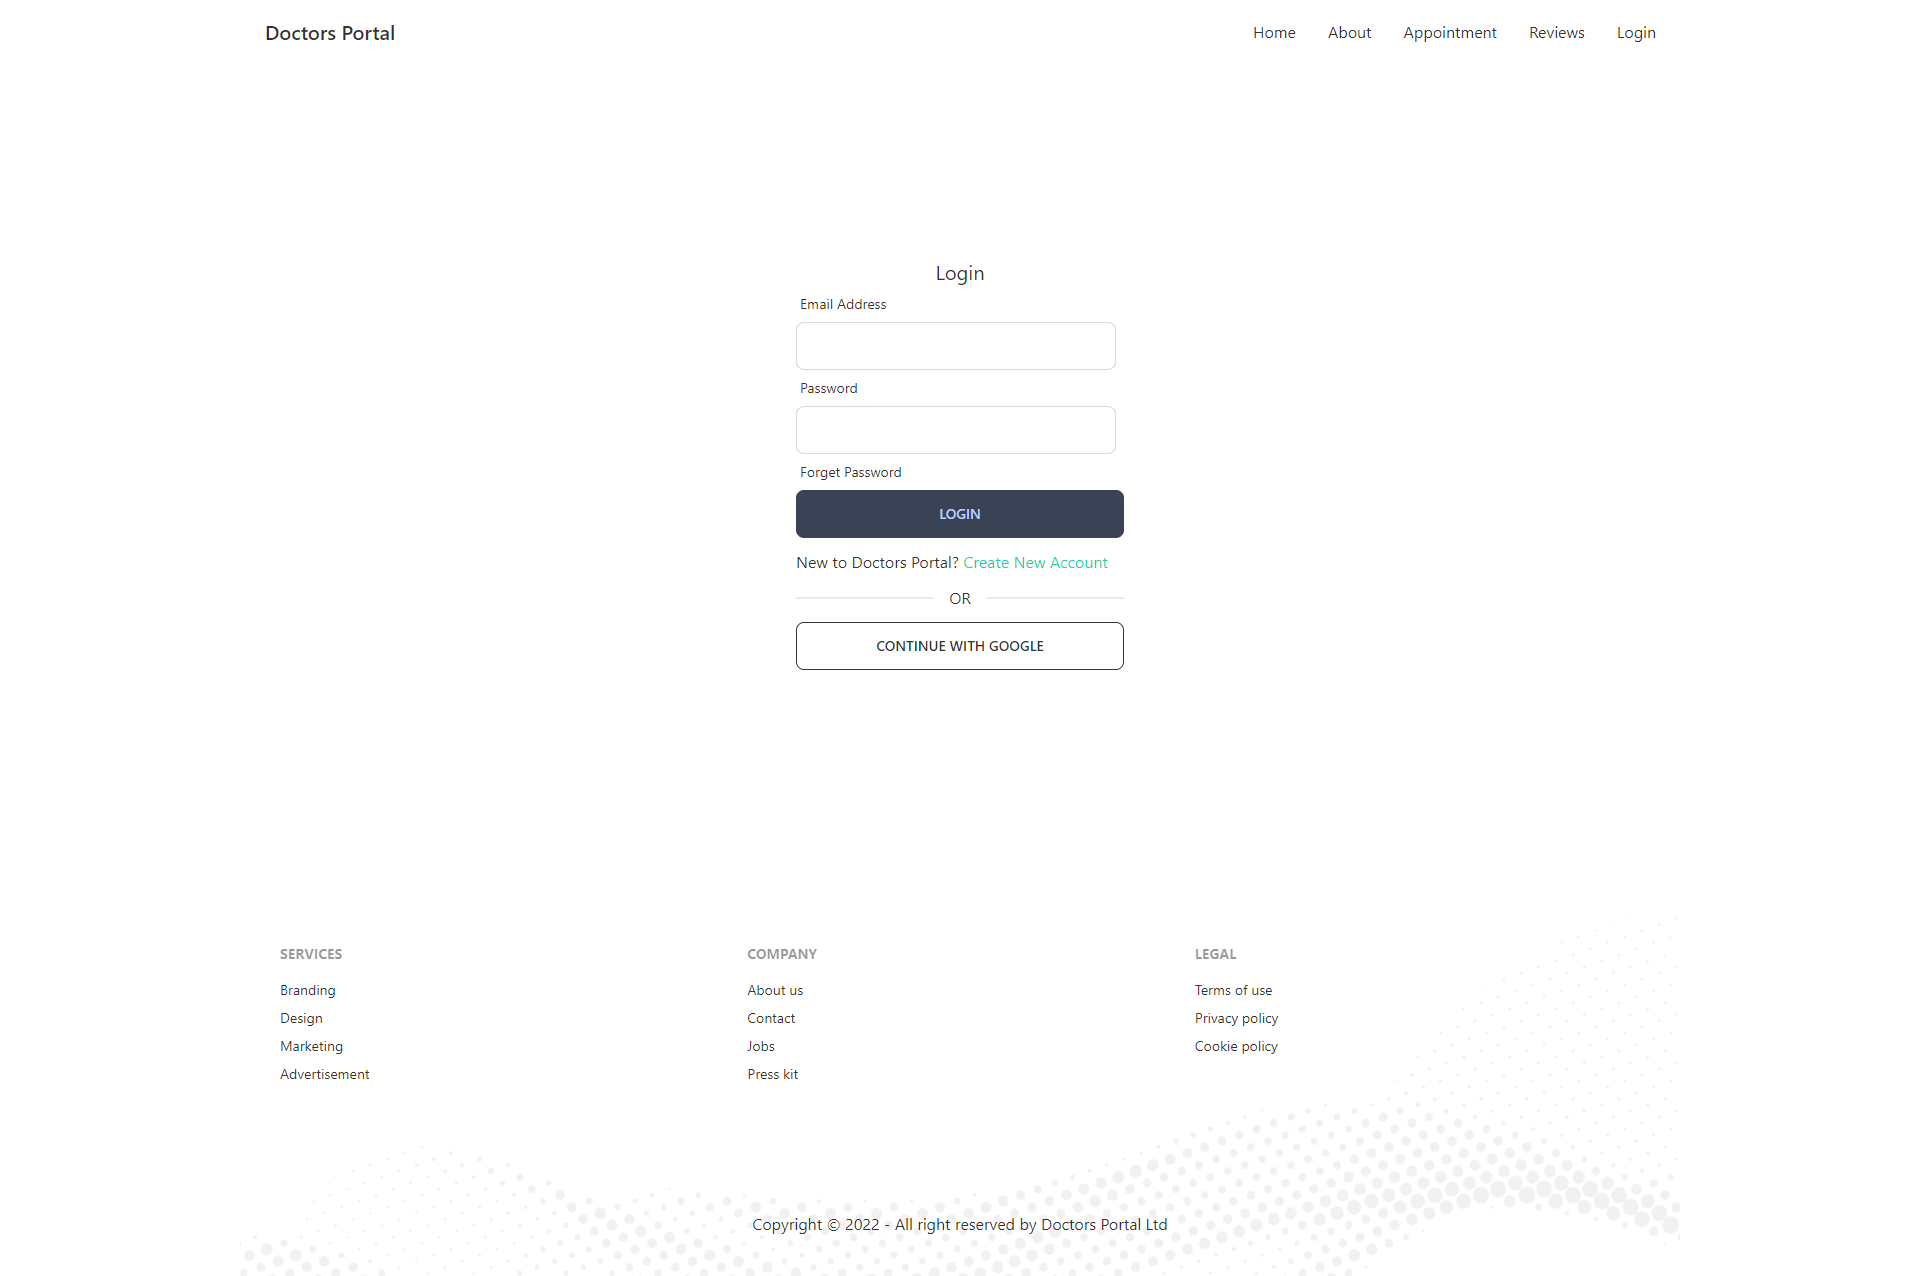 Doctors Portal
Home
About
Appointment
Reviews
Login
Login
Email Address
Password
Forget Password
LOGIN
New to Doctors Portal? Create New Account
OR
CONTINUE WITH GOOGLE
SERVICES
Branding
Design
Marketing
Advertisement
COMPANY
About us
Contact
Jobs
Press kit
LEGAL
Terms of use
Privacy policy
Cookie policy
Copyright © 2022 - All right reserved by Doctors Portal Ltd